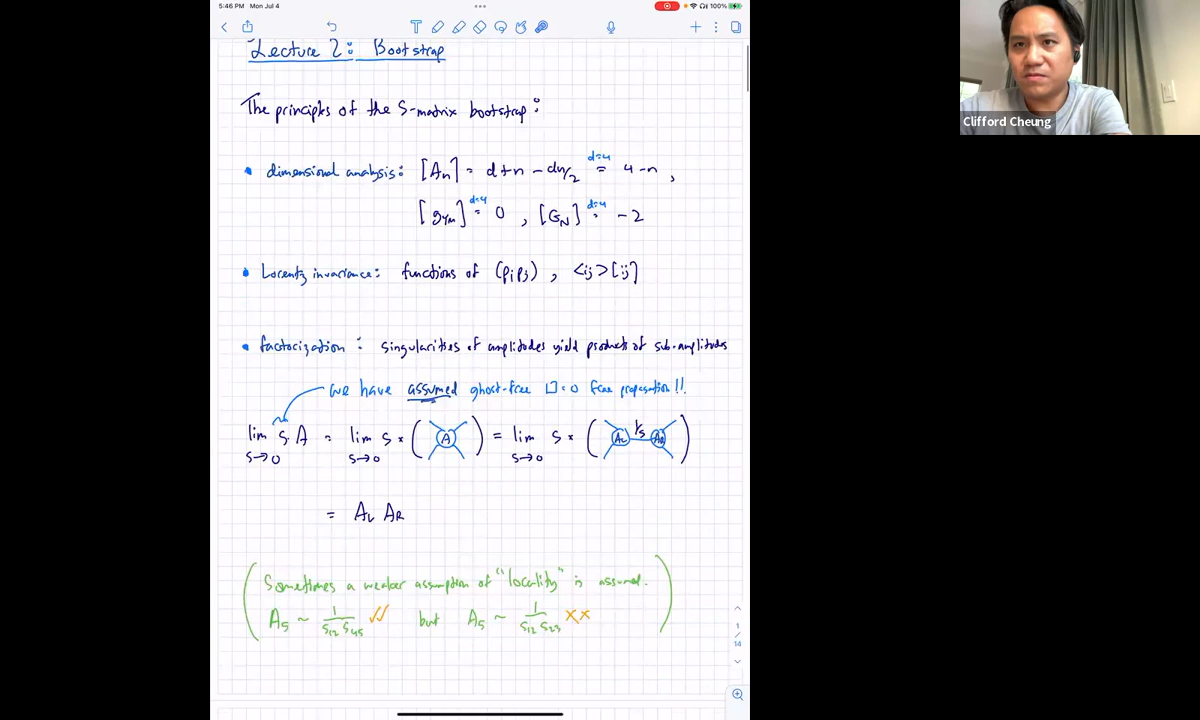 5:46 PM Mon Jul 4
100%
Lecture 2: Bootstrap
The principles of the S-matrix bootstrap:
• dimensional analysis: [An] = d+n - dn/2 d=4 = 4-n ,
[gYM] d=4 = 0 , [GN] d=4 = -2
• Lorentz invariance: functions of (pipj) , <ij>[ij]
• factorization: singularities of amplitudes yield products of sub-amplitudes
we have assumed ghost-free □=0 free propagation!!
lim s→0 s·A = lim s→0 s × ( A ) = lim s→0 s × ( AL 1/s AR )
= AL AR
(Sometimes a weaker assumption of "locality" is assumed.
A5 ~ 1/s12 s45 ✓✓ but A5 ~ 1/s12 s23 ××)
Clifford Cheung
1
/
14